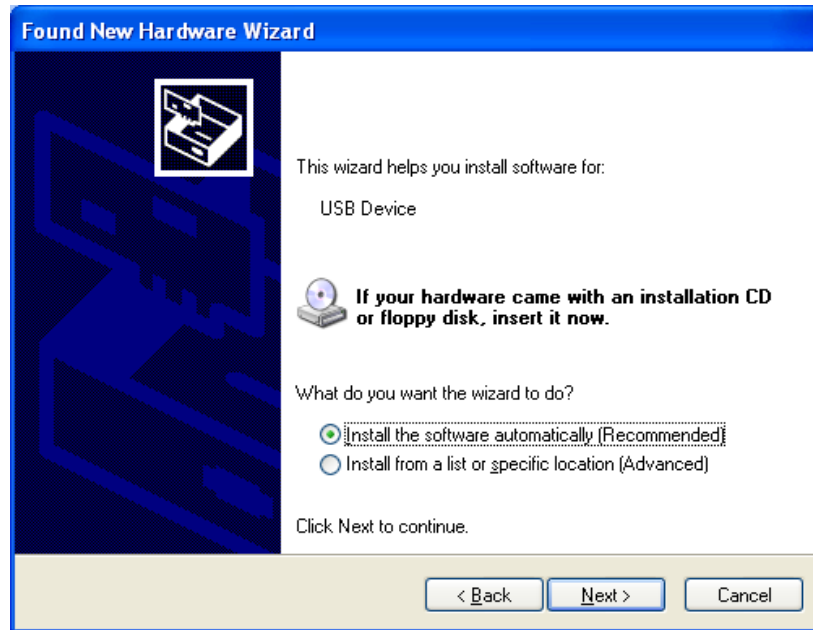 Found New Hardware Wizard
This wizard helps you install software for:
USB Device
If your hardware came with an installation CD
or floppy disk, insert it now.
What do you want the wizard to do?
Install the software automatically (Recommended)
Install from a list or specific location (Advanced)
Click Next to continue.
< Back Next > Cancel